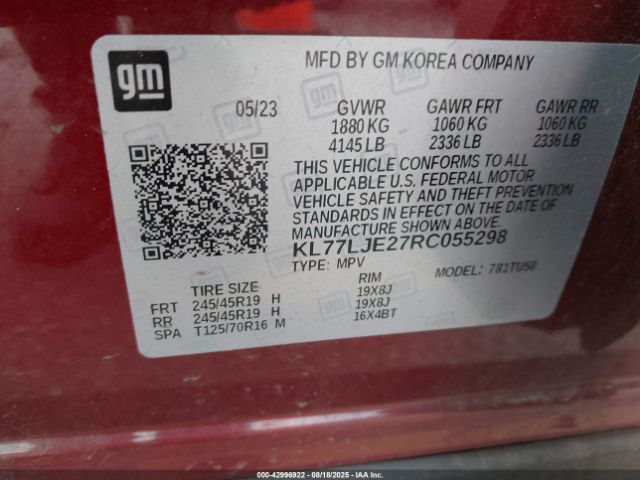 gm
MFD BY GM KOREA COMPANY
05/23 GVWR GAWR FRT GAWR RR
1880 KG 1060 KG 1060 KG
4145 LB 2336 LB 2336 LB
THIS VEHICLE CONFORMS TO ALL
APPLICABLE U.S. FEDERAL MOTOR
VEHICLE SAFETY AND THEFT PREVENTION
STANDARDS IN EFFECT ON THE DATE OF
MANUFACTURE SHOWN ABOVE.
KL77LJE27RC055298
TYPE: MPV MODEL: 781TU58
TIRE SIZE RIM
FRT 245/45R19 H 19X8J
RR 245/45R19 H 19X8J
SPA T125/70R16 M 16X4BT
000-42996922 - 08/18/2025 - IAA Inc.